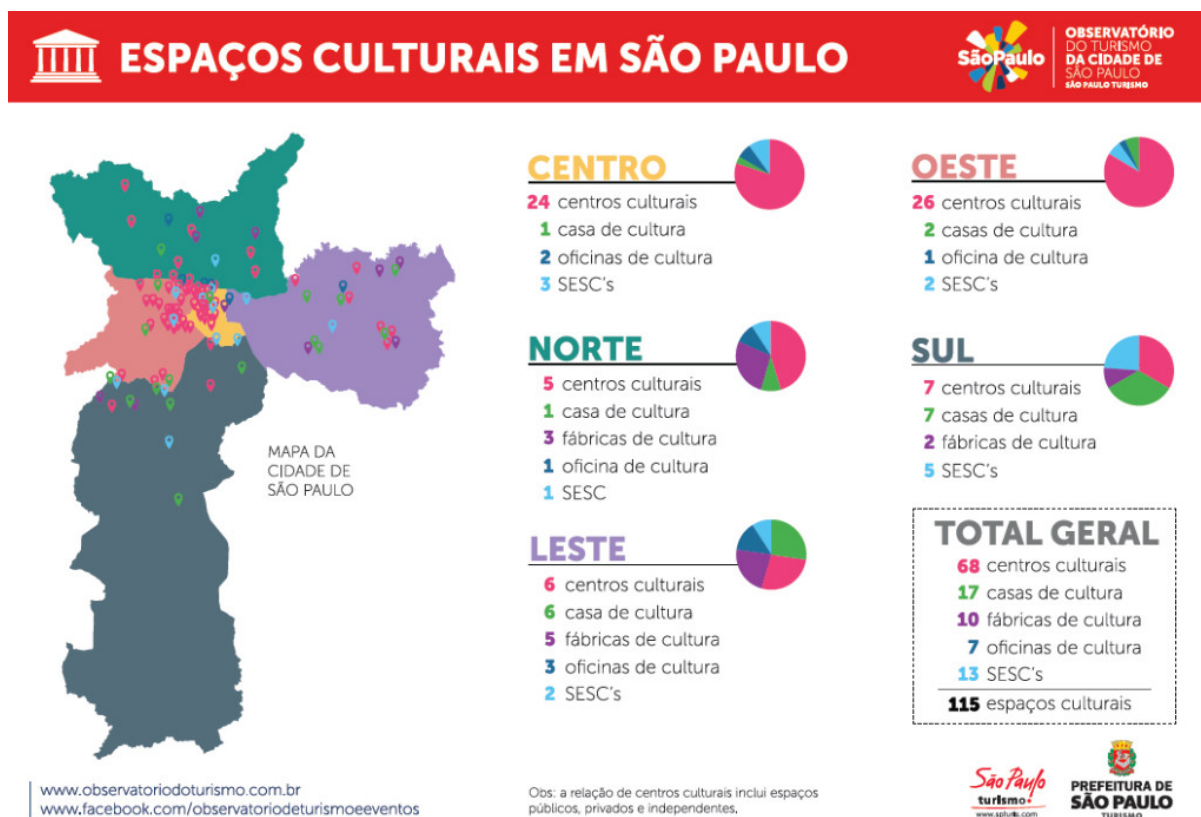 ESPAÇOS CULTURAIS EM SÃO PAULO
SãoPaulo
OBSERVATÓRIO
DO TURISMO
DA CIDADE DE
SÃO PAULO
SÃO PAULO TURISMO
MAPA DA
CIDADE DE
SÃO PAULO
CENTRO
24 centros culturais
1 casa de cultura
2 oficinas de cultura
3 SESC's
NORTE
5 centros culturais
1 casa de cultura
3 fábricas de cultura
1 oficina de cultura
1 SESC
LESTE
6 centros culturais
6 casa de cultura
5 fábricas de cultura
3 oficinas de cultura
2 SESC's
OESTE
26 centros culturais
2 casas de cultura
1 oficina de cultura
2 SESC's
SUL
7 centros culturais
7 casas de cultura
2 fábricas de cultura
5 SESC's
TOTAL GERAL
68 centros culturais
17 casas de cultura
10 fábricas de cultura
7 oficinas de cultura
13 SESC's
115 espaços culturais
www.observatoriodoturismo.com.br
www.facebook.com/observatoriodeturismoeeventos
Obs: a relação de centros culturais inclui espaços
públicos, privados e independentes.
São Paulo
turismo
www.spturis.com
PREFEITURA DE
SÃO PAULO
TURISMO